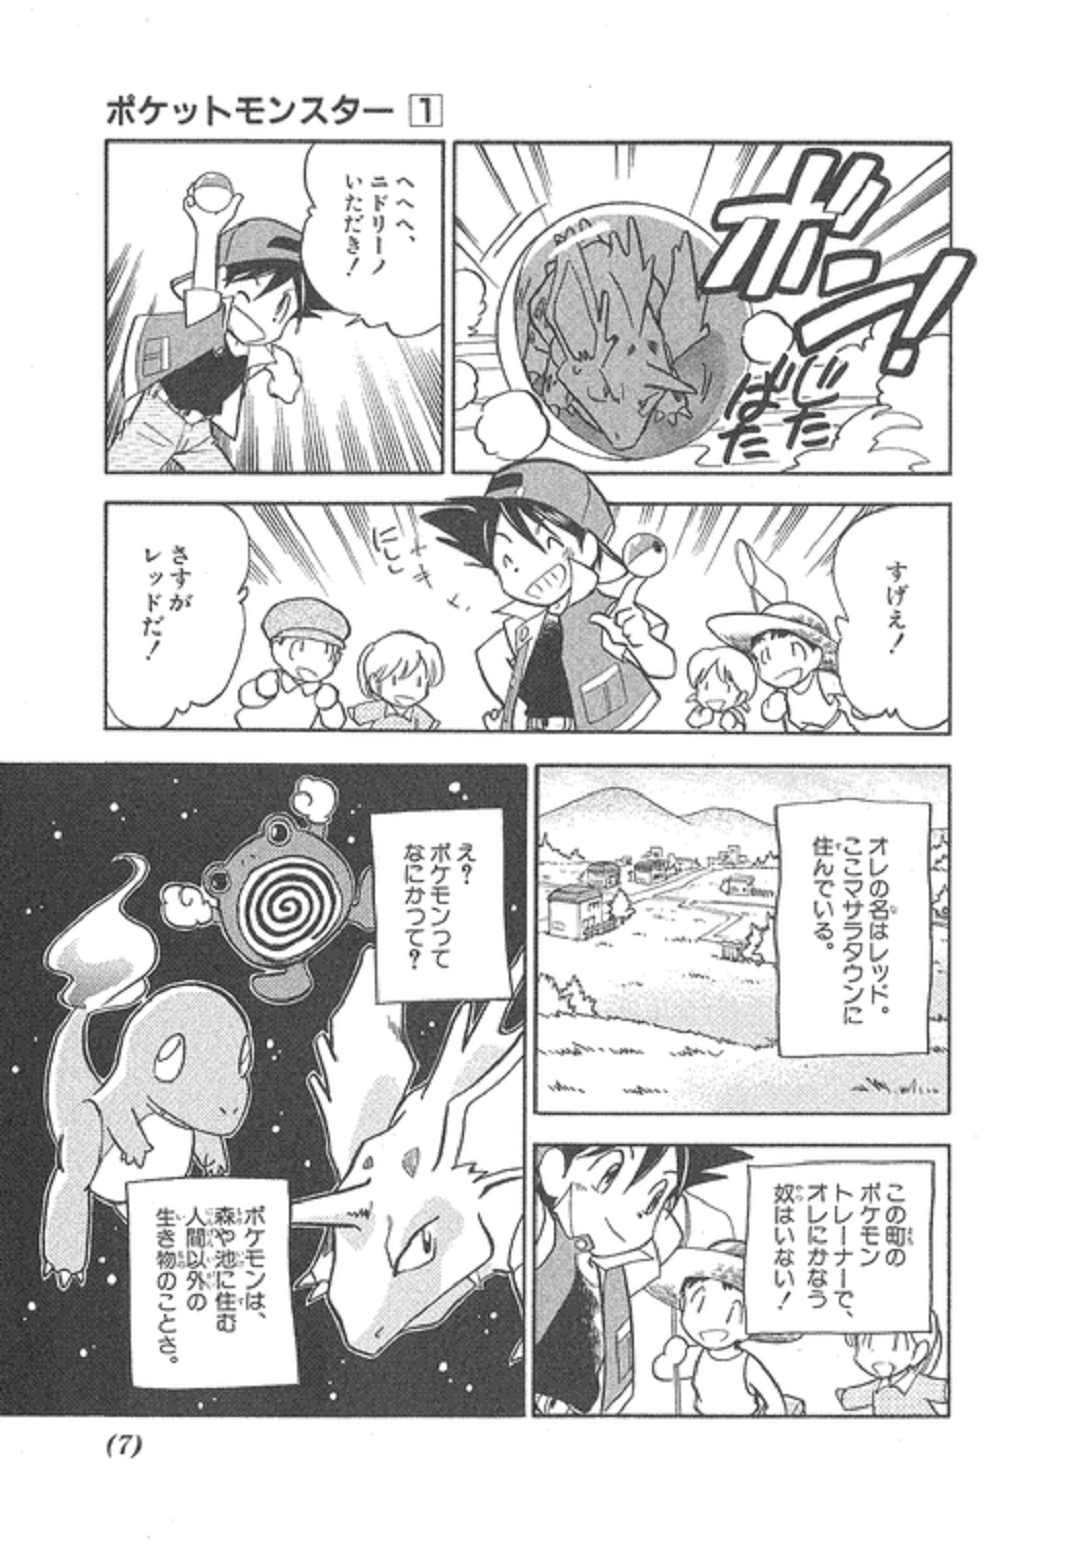 ポケットモンスター 1
ボン!
じた
ばた
へへへ、
ニドリーノ
いただき!
すげえ!
にこ
にこ
さすが
レッドだ!
オレの名はレッド。
ここマサラタウンに
住んでいる。
この町の
ポケモン
トレーナーで、
オレにかなう
奴はいない!
え?
ポケモンって
なにかって?
ポケモンは、
森や池に住む
人間以外の
生き物のことさ。
(7)